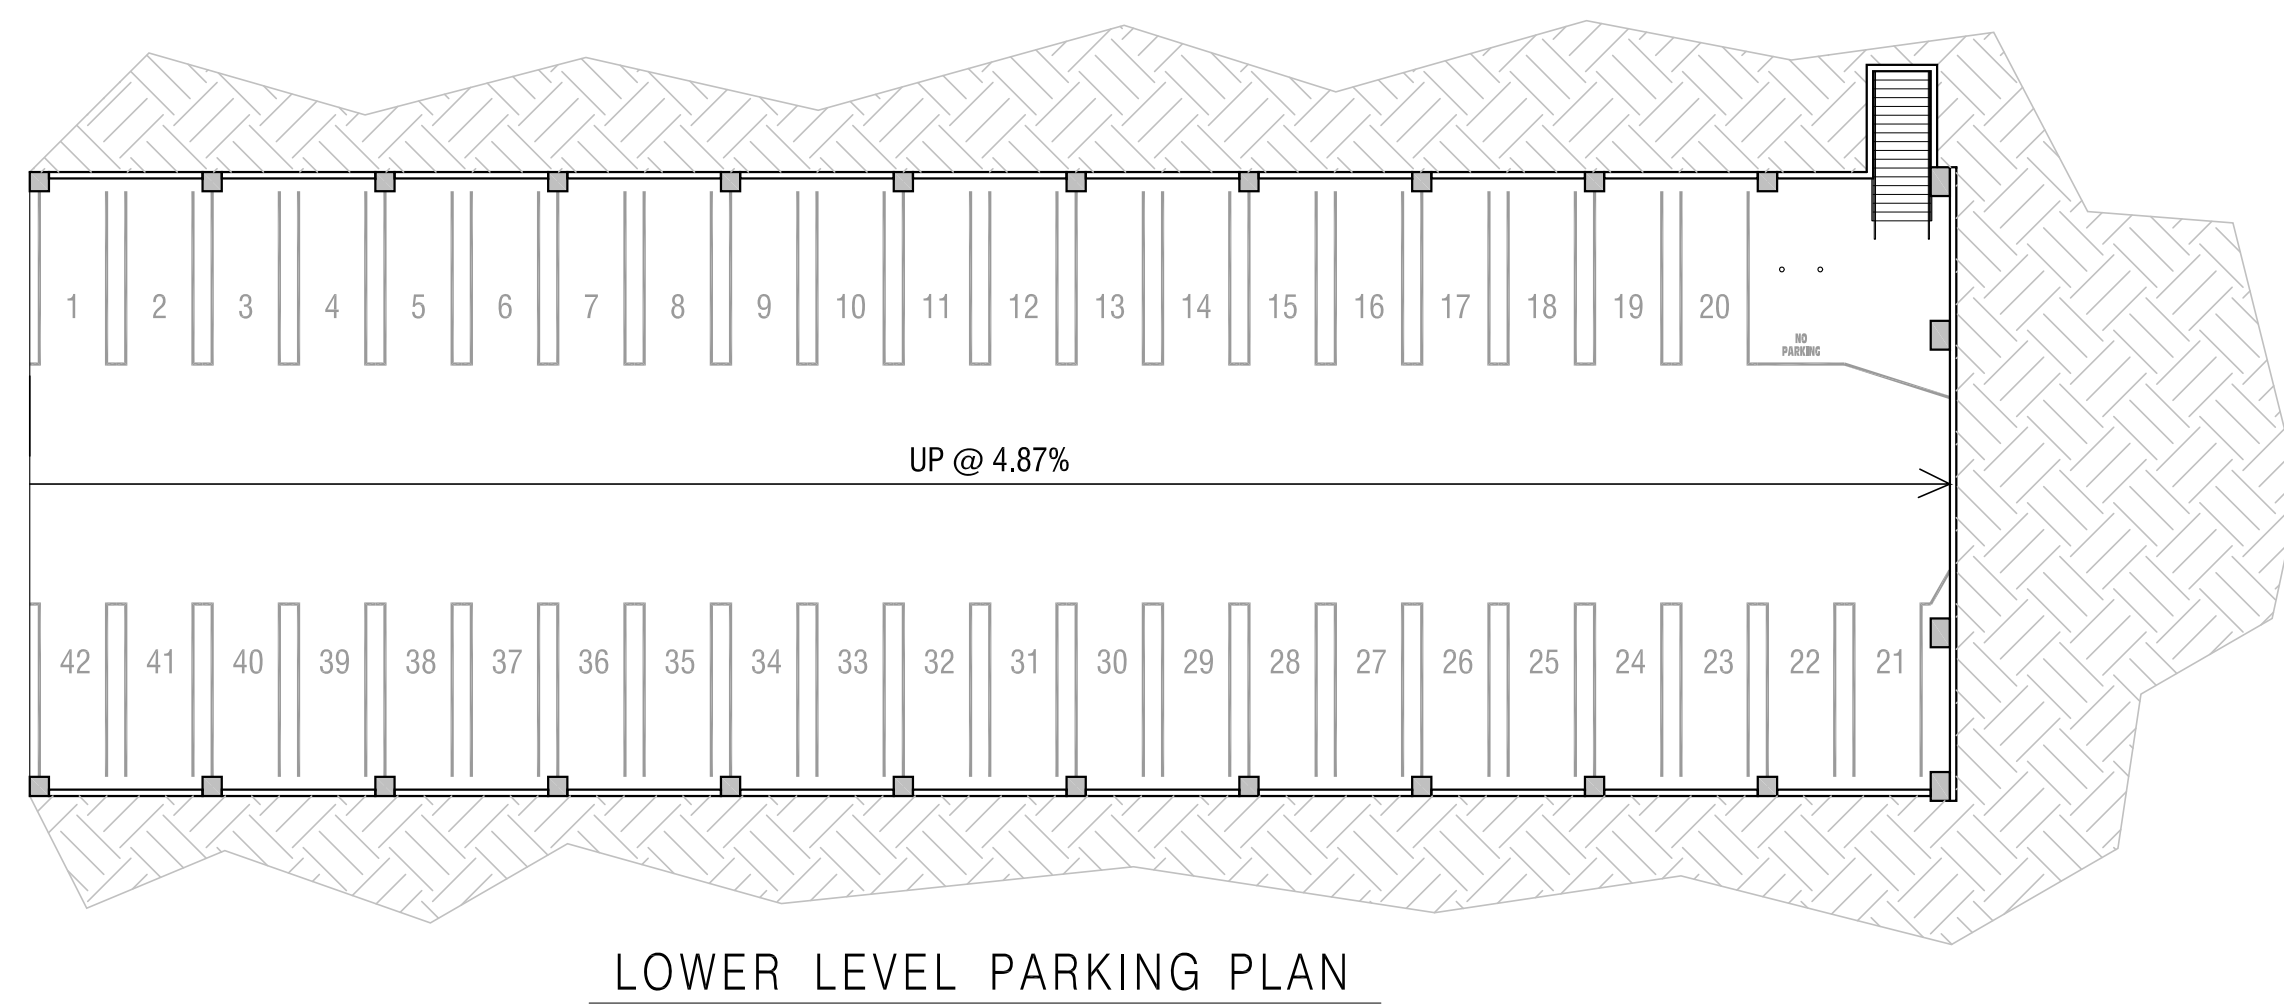 1 2 3 4 5 6 7 8 9 10 11 12 13 14 15 16 17 18 19 20
NO
PARKING
UP @ 4.87%
42 41 40 39 38 37 36 35 34 33 32 31 30 29 28 27 26 25 24 23 22 21
LOWER LEVEL PARKING PLAN